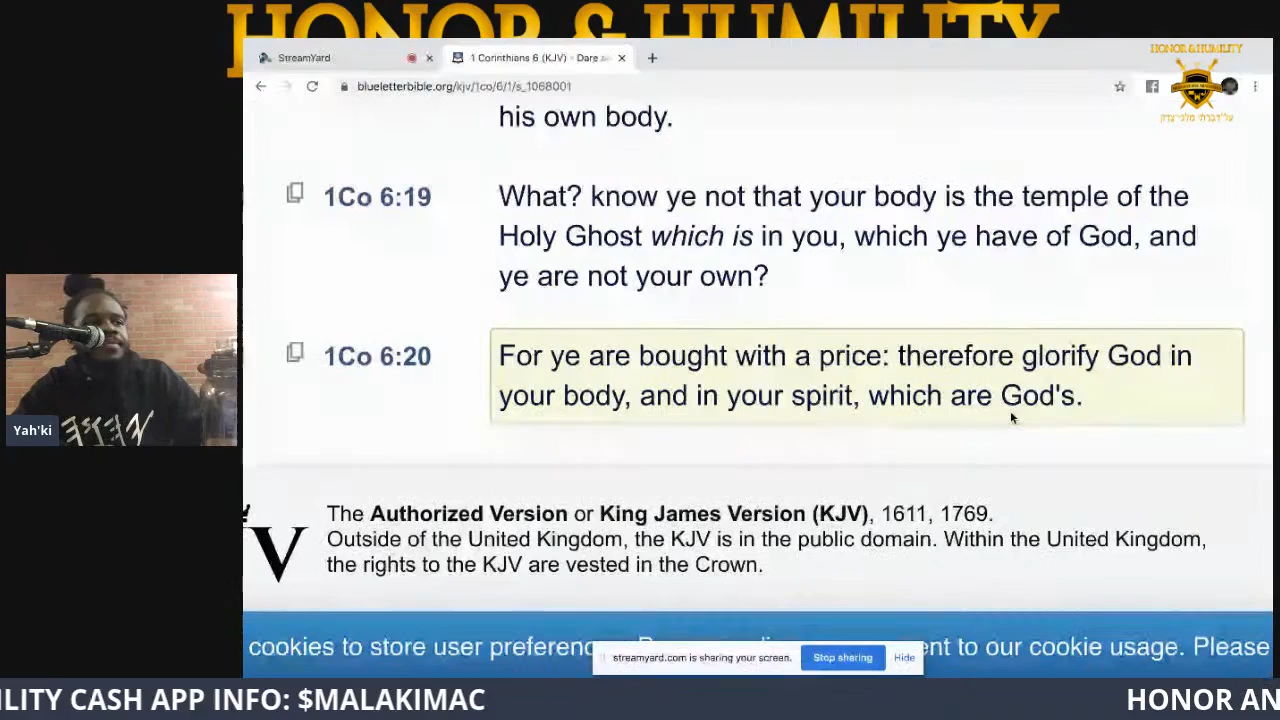 HONOR & HUMILITY
StreamYard
1 Corinthians 6 (KJV) - Dare
HONOR & HUMILITY
blueletterbible.org/kjv/1co/6/1/s_1068001
על־דברתי מלכי־צדק
his own body.
1Co 6:19 What? know ye not that your body is the temple of the
Holy Ghost which is in you, which ye have of God, and
ye are not your own?
1Co 6:20 For ye are bought with a price: therefore glorify God in
your body, and in your spirit, which are God's.
Yah'ki
V
The Authorized Version or King James Version (KJV), 1611, 1769.
Outside of the United Kingdom, the KJV is in the public domain. Within the United Kingdom,
the rights to the KJV are vested in the Crown.
cookies to store user preferenc
ent to our cookie usage. Please
streamyard.com is sharing your screen. Stop sharing Hide
ILITY CASH APP INFO: $MALAKIMAC
HONOR AN